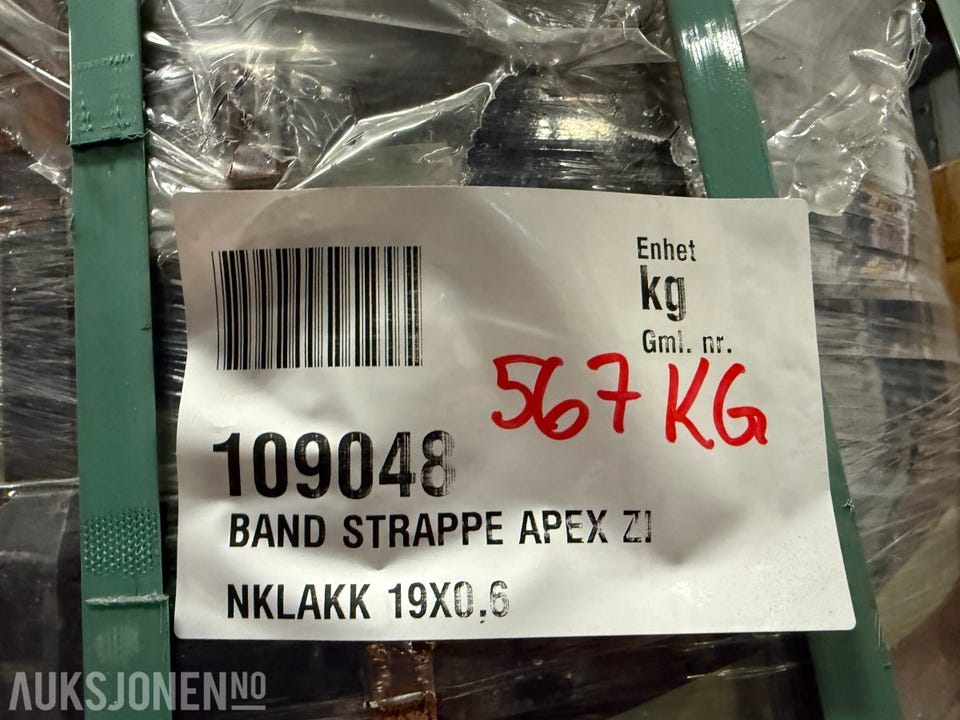 Enhet
kg
Gml. nr.
567 KG
109048
BAND STRAPPE APEX ZI
NKLAKK 19X0,6
AUKSJONEN NO